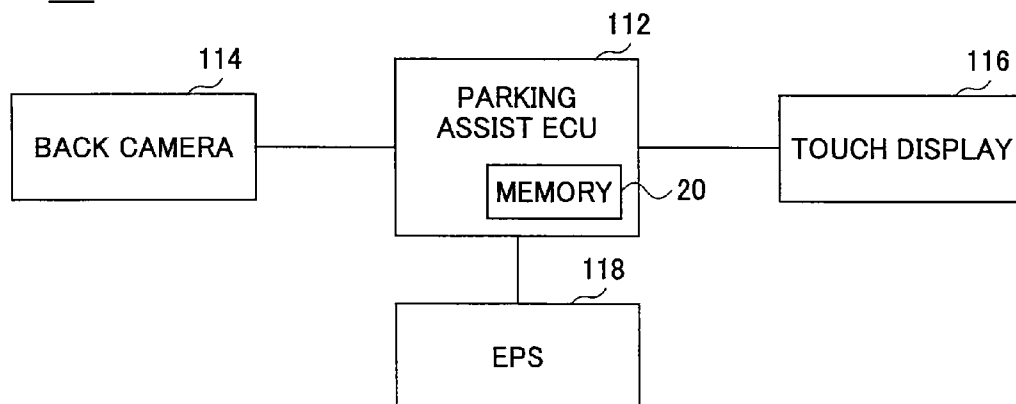 112
114
116
PARKING
ASSIST ECU
BACK CAMERA
TOUCH DISPLAY
MEMORY
20
118
EPS